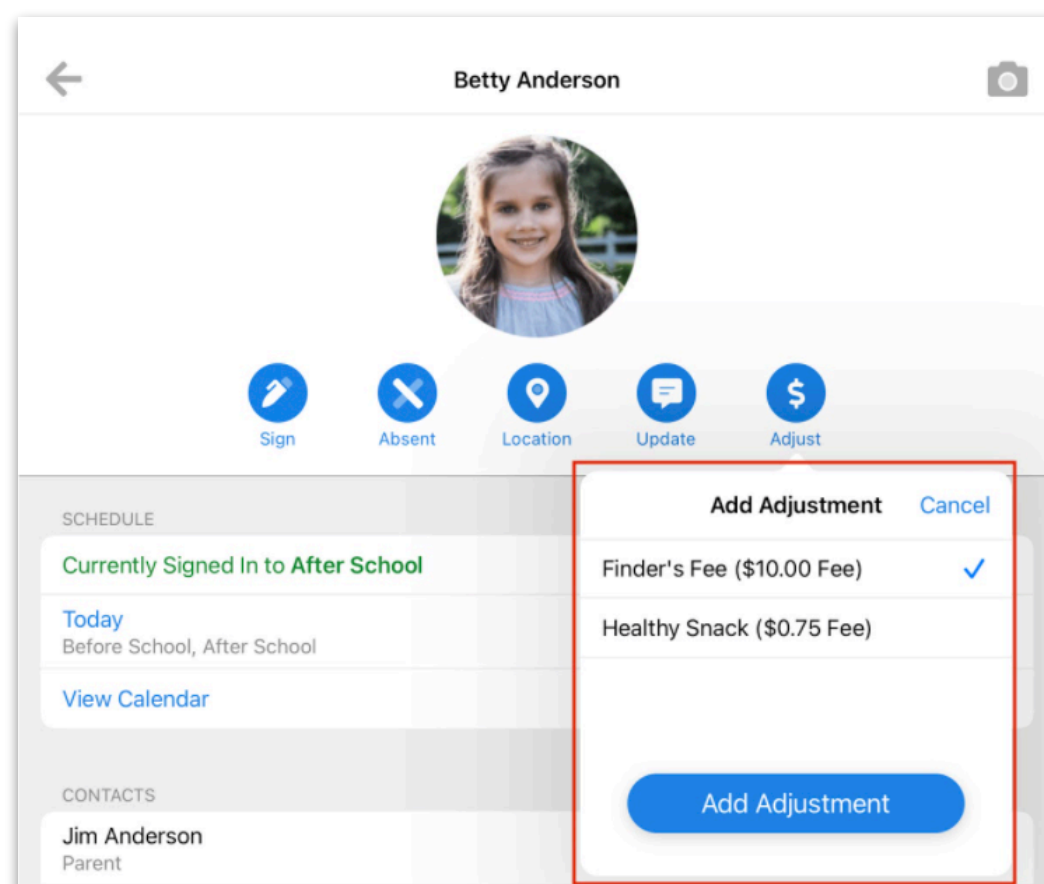 Betty Anderson
Sign
Absent
Location
Update
Adjust
SCHEDULE
Currently Signed In to After School
Today
Before School, After School
View Calendar
CONTACTS
Jim Anderson
Parent
Add Adjustment
Cancel
Finder's Fee ($10.00 Fee)
Healthy Snack ($0.75 Fee)
Add Adjustment